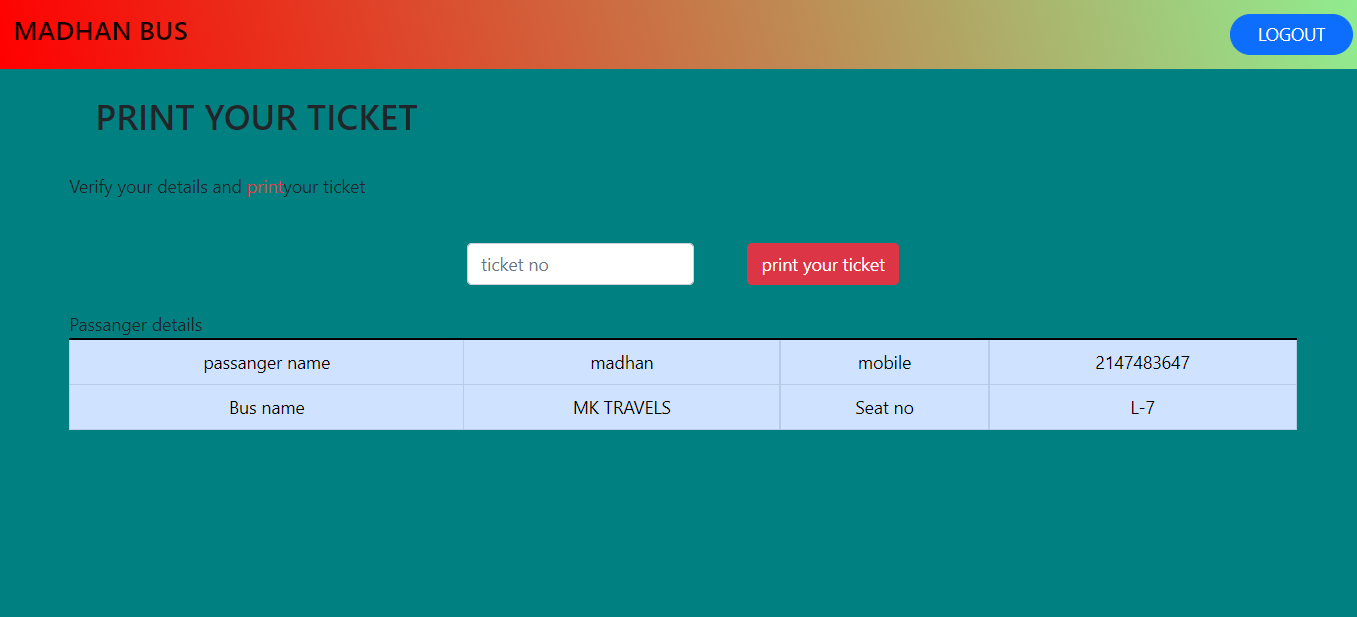 MADHAN BUS
LOGOUT
PRINT YOUR TICKET
Verify your details and printyour ticket
ticket no
print your ticket
Passanger details
passanger name madhan mobile 2147483647
Bus name MK TRAVELS Seat no L-7